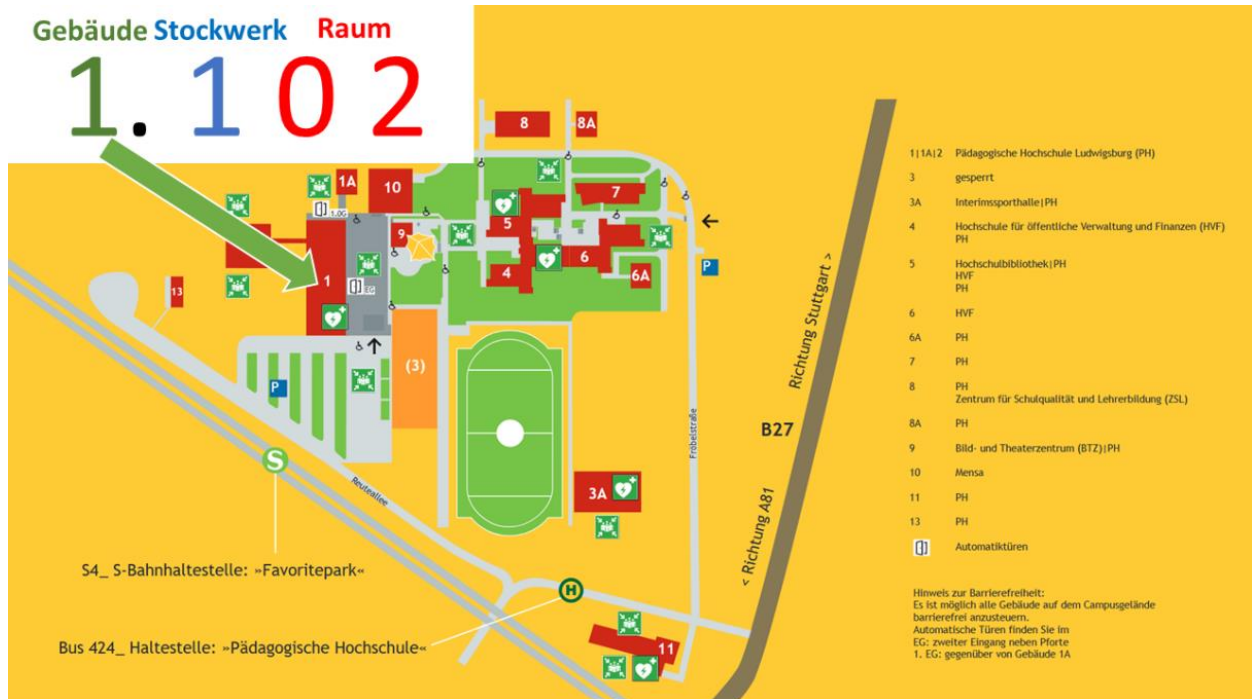 Gebäude Stockwerk Raum
1. 1 0 2
8
8A
1A
10
1.OG
7
5
9
6
4
6A
P
1
EG
13
(3)
P
S
Reuteallee
Fröbelstraße
3A
B27
Richtung Stuttgart >
< Richtung A81
S4_ S-Bahnhaltestelle: »Favoritepark«
H
Bus 424_ Haltestelle: »Pädagogische Hochschule«
11
1|1A|2 Pädagogische Hochschule Ludwigsburg (PH)
3 gesperrt
3A Interimssporthalle|PH
4 Hochschule für öffentliche Verwaltung und Finanzen (HVF)
PH
5 Hochschulbibliothek|PH
HVF
PH
6 HVF
6A PH
7 PH
8 PH
Zentrum für Schulqualität und Lehrerbildung (ZSL)
8A PH
9 Bild- und Theaterzentrum (BTZ)|PH
10 Mensa
11 PH
13 PH
Automatiktüren
Hinweis zur Barrierefreiheit:
Es ist möglich alle Gebäude auf dem Campusgelände
barrierefrei anzusteuern.
Automatische Türen finden Sie im
EG: zweiter Eingang neben Pforte
1. EG: gegenüber von Gebäude 1A